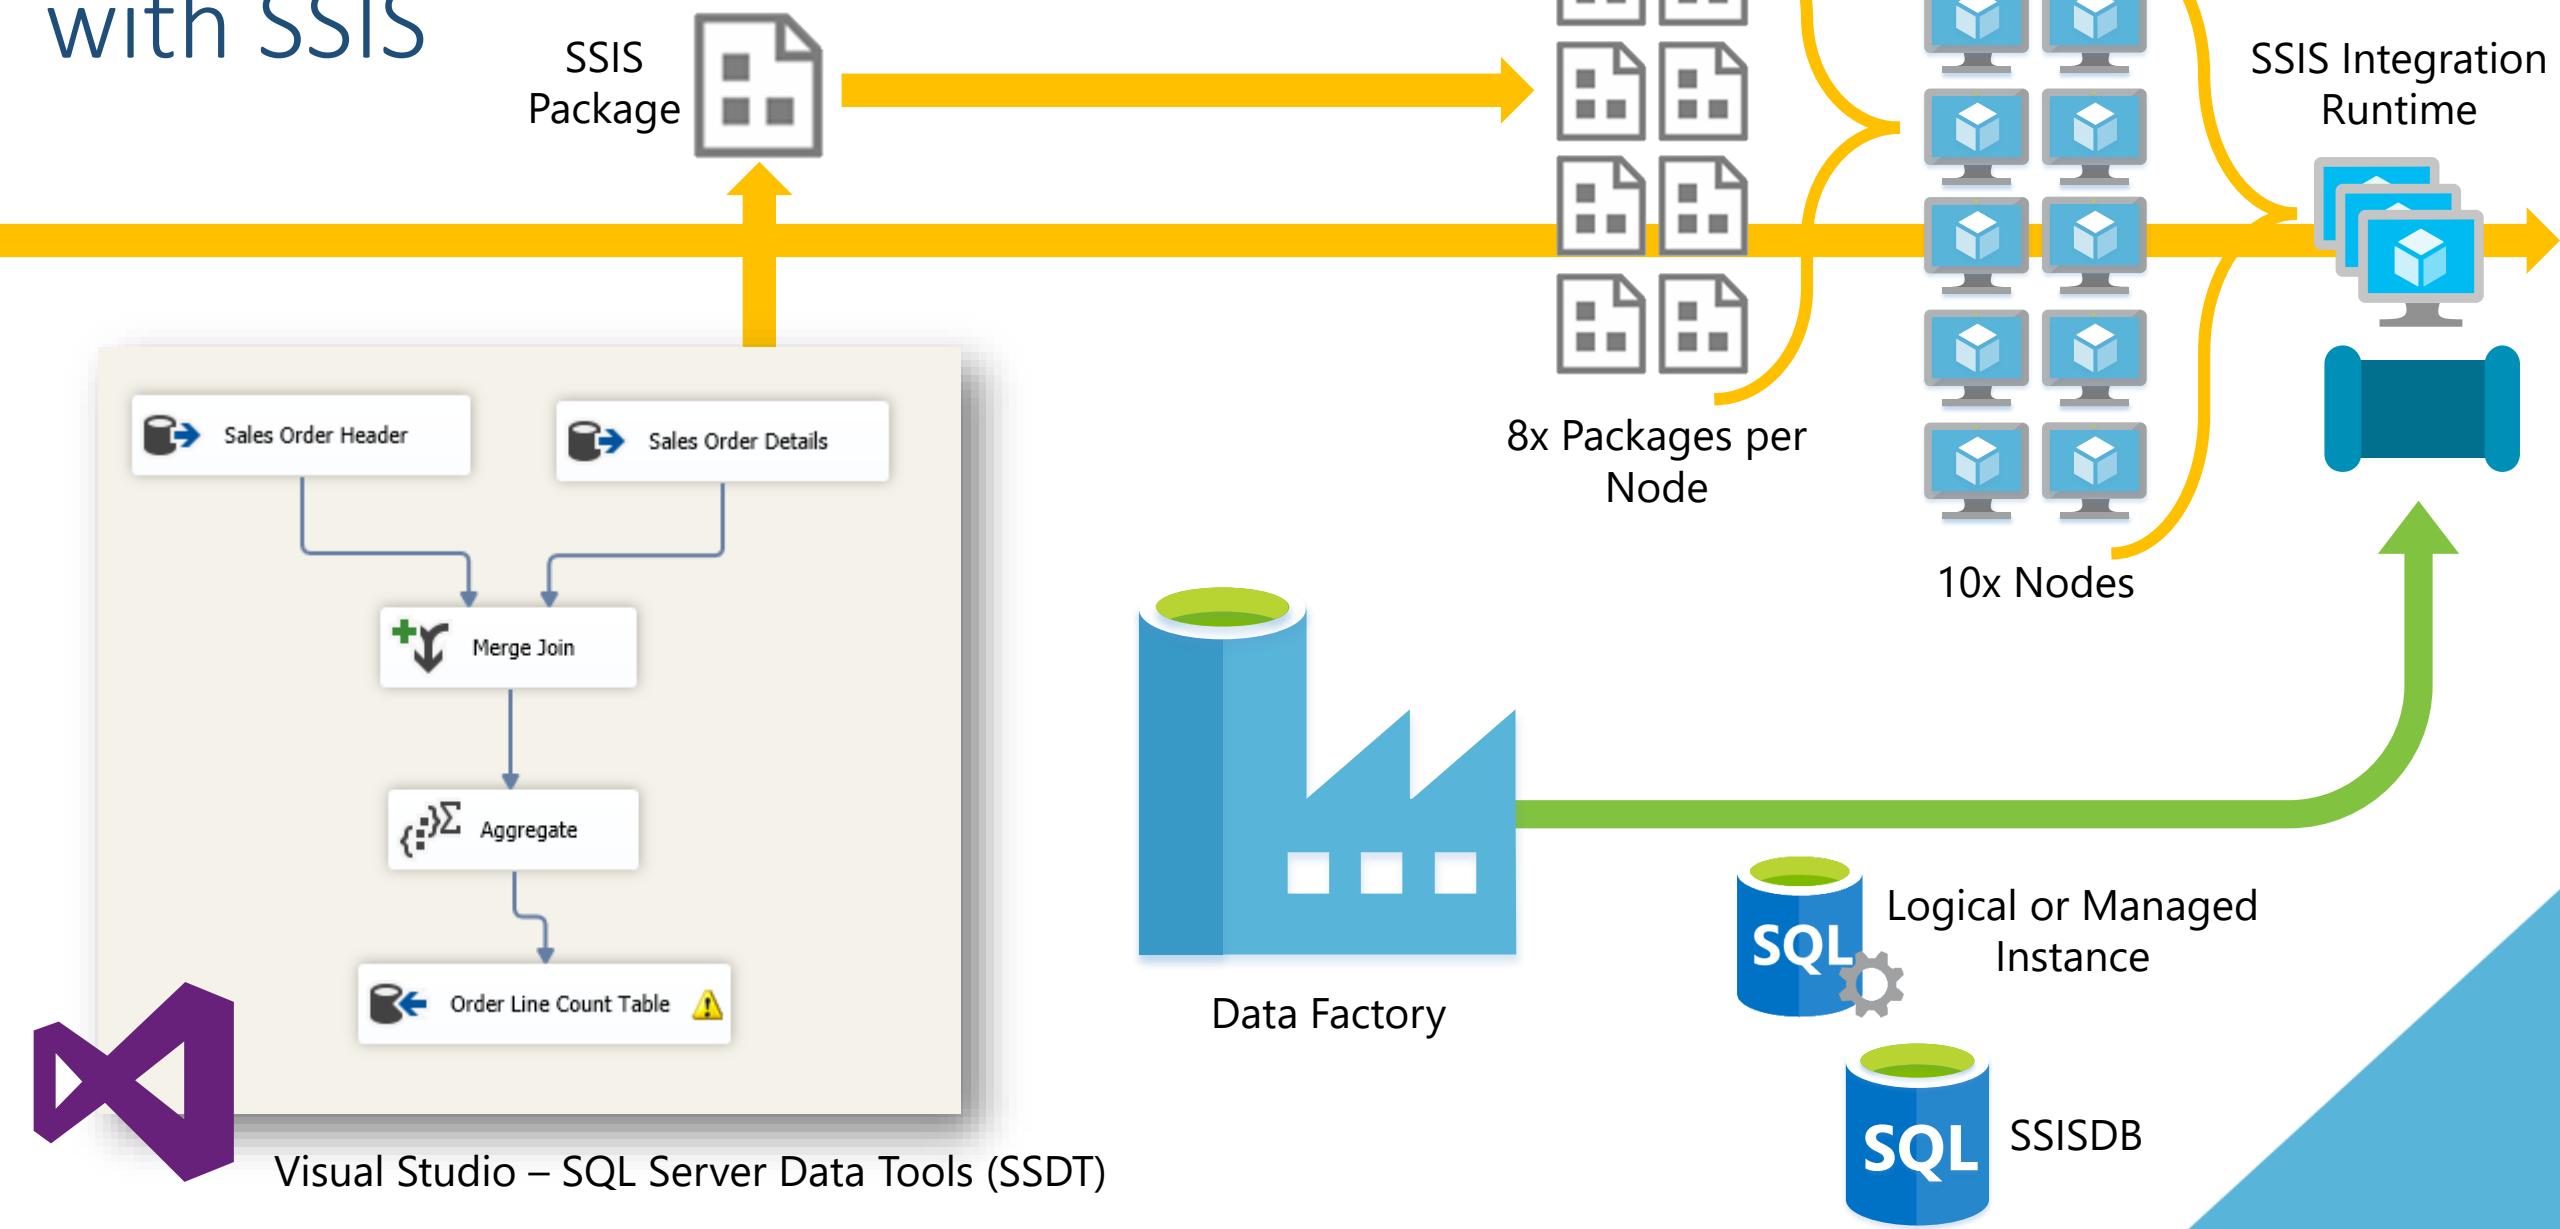 with SSIS
SSIS
Package
SSIS Integration
Runtime
Sales Order Header
Sales Order Details
8x Packages per
Node
10x Nodes
Merge Join
Aggregate
Order Line Count Table
Data Factory
SQL
Logical or Managed
Instance
SQL
SSISDB
Visual Studio – SQL Server Data Tools (SSDT)